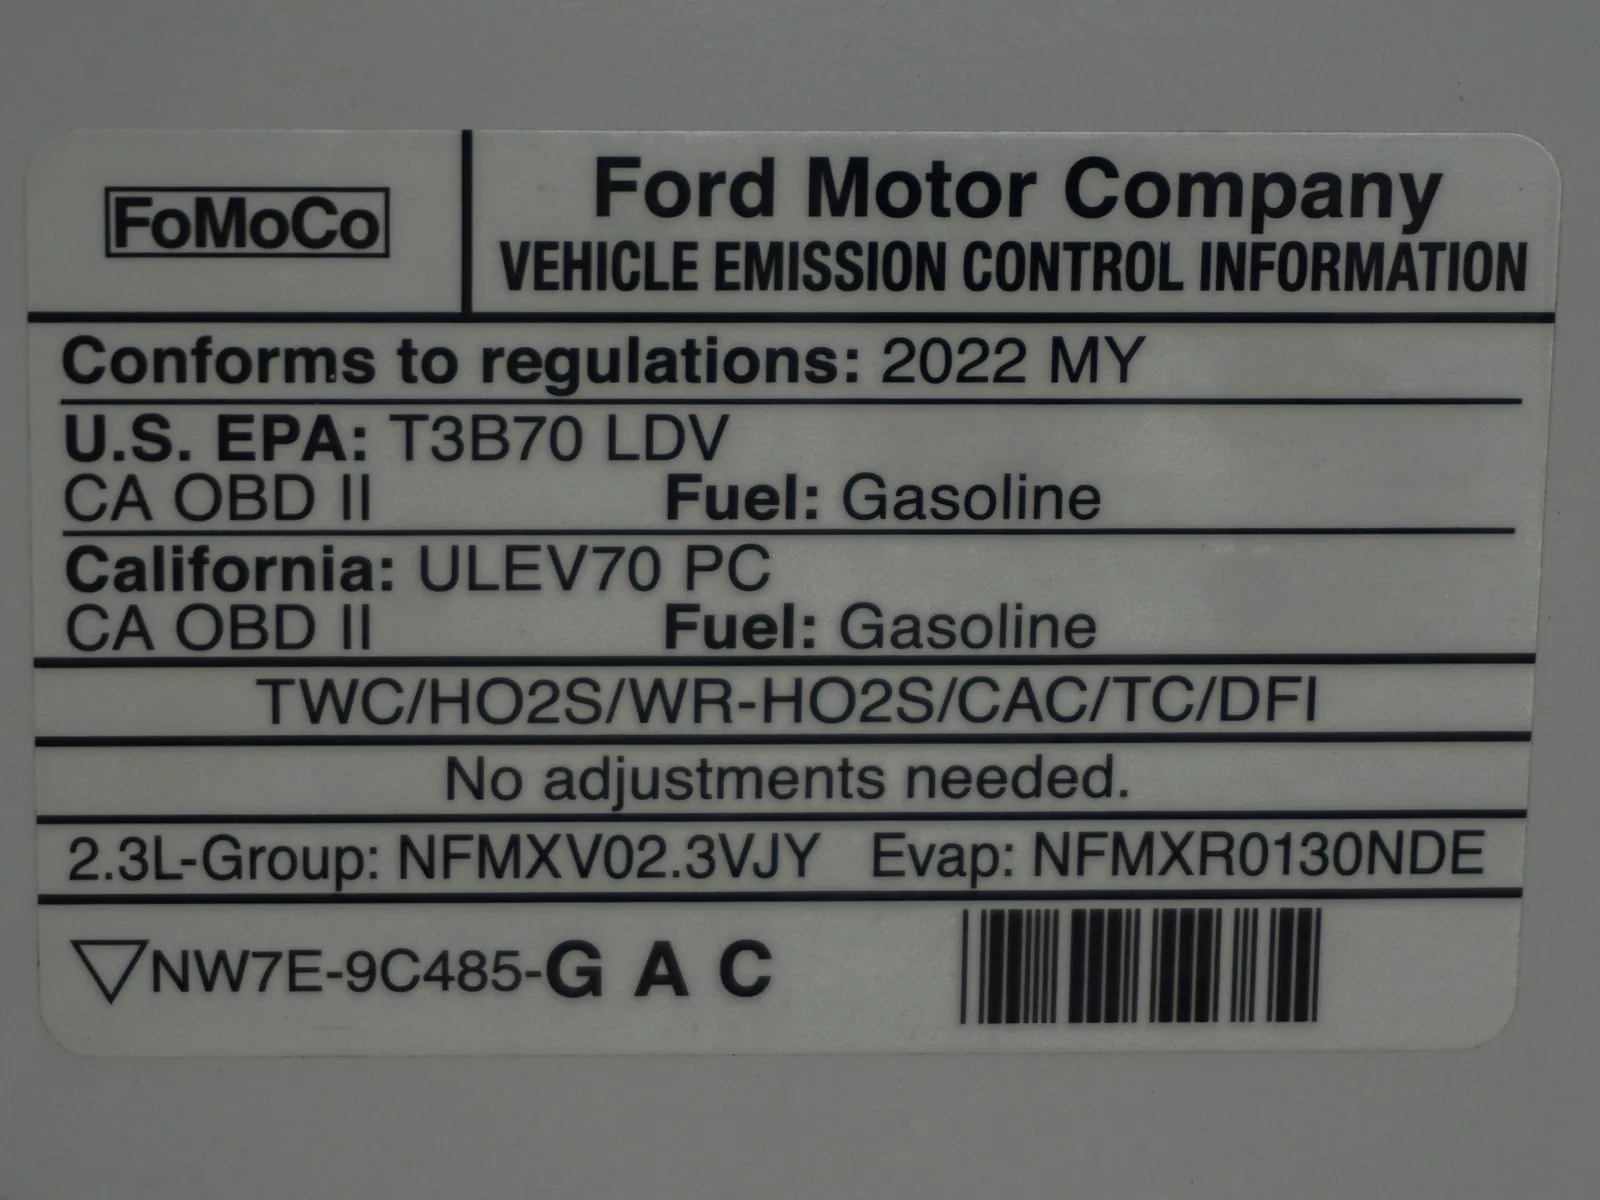 FoMoCo
Ford Motor Company
VEHICLE EMISSION CONTROL INFORMATION
Conforms to regulations: 2022 MY
U.S. EPA: T3B70 LDV
CA OBD II Fuel: Gasoline
California: ULEV70 PC
CA OBD II Fuel: Gasoline
TWC/HO2S/WR-HO2S/CAC/TC/DFI
No adjustments needed.
2.3L-Group: NFMXV02.3VJY Evap: NFMXR0130NDE
NW7E-9C485-G A C